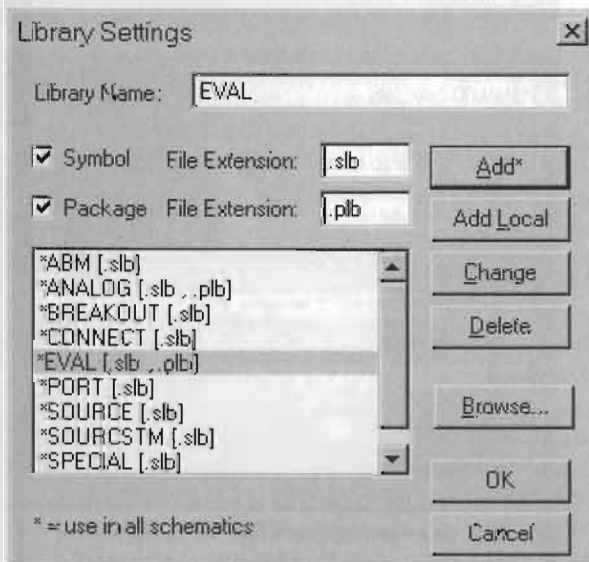 Library Settings
Library Name: EVAL
Symbol File Extension: .slb
Package File Extension: .plb
Add*
Add Local
Change
Delete
Browse...
OK
Cancel
*ABM [.slb]
*ANALOG [.slb , .plb]
*BREAKOUT [.slb]
*CONNECT [.slb]
*EVAL [.slb , .plb]
*PORT [.slb]
*SOURCE [.slb]
*SOURCSTM [.slb]
*SPECIAL [.slb]
* = use in all schematics